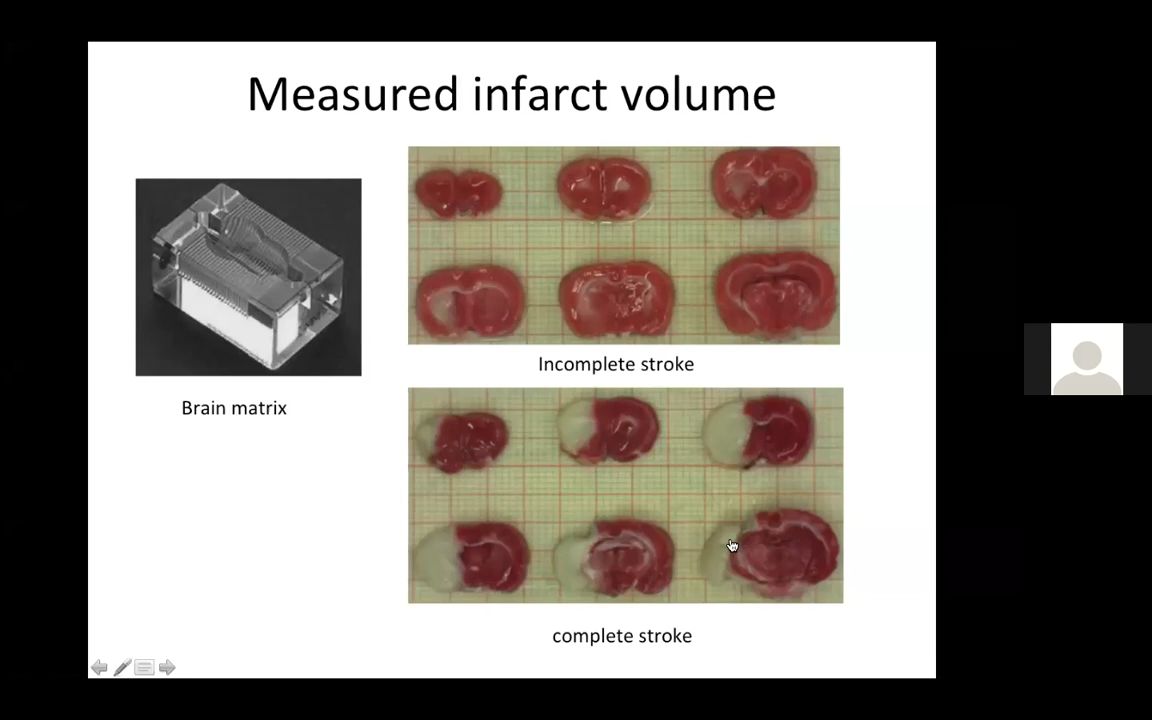 Measured infarct volume
Brain matrix
Incomplete stroke
complete stroke